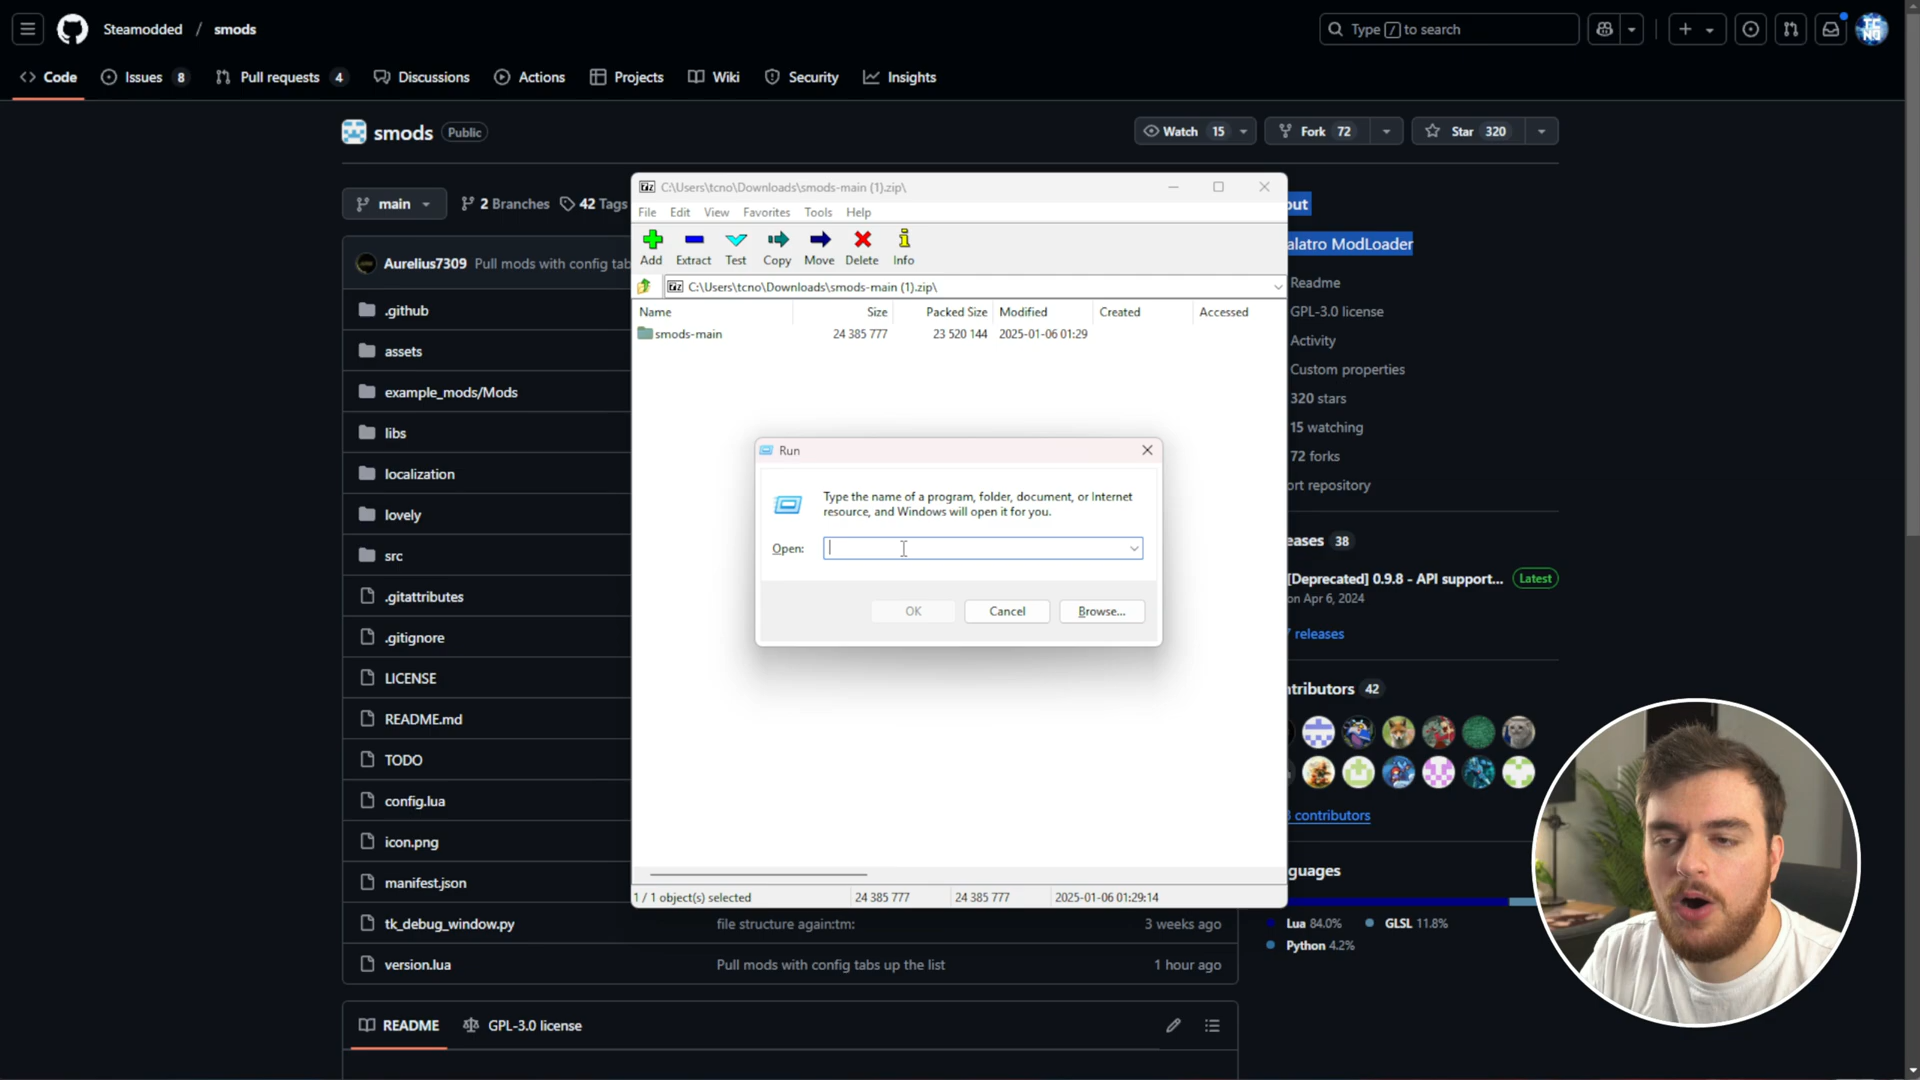 Steamodded / smods
Type / to search
Code
Issues 8
Pull requests 4
Discussions
Actions
Projects
Wiki
Security
Insights
smods Public
Watch 15
Fork 72
Star 320
main
2 Branches
42 Tags
Aurelius7309 Pull mods with config tab
.github
assets
example_mods/Mods
libs
localization
lovely
src
.gitattributes
.gitignore
LICENSE
README.md
TODO
config.lua
icon.png
manifest.json
tk_debug_window.py file structure again:tm: 3 weeks ago
version.lua Pull mods with config tabs up the list 1 hour ago
README
GPL-3.0 license
C:\Users\tcno\Downloads\smods-main (1).zip\
File Edit View Favorites Tools Help
Add Extract Test Copy Move Delete Info
C:\Users\tcno\Downloads\smods-main (1).zip\
Name Size Packed Size Modified Created Accessed
smods-main 24 385 777 23 520 144 2025-01-06 01:29
Run
Type the name of a program, folder, document, or Internet
resource, and Windows will open it for you.
Open:
OK Cancel Browse...
1 / 1 object(s) selected 24 385 777 24 385 777 2025-01-06 01:29:14
out
alatro ModLoader
Readme
GPL-3.0 license
Activity
Custom properties
320 stars
15 watching
72 forks
ort repository
eases 38
[Deprecated] 0.9.8 - API support... Latest
on Apr 6, 2024
releases
ntributors 42
contributors
guages
Lua 84.0% GLSL 11.8%
Python 4.2%